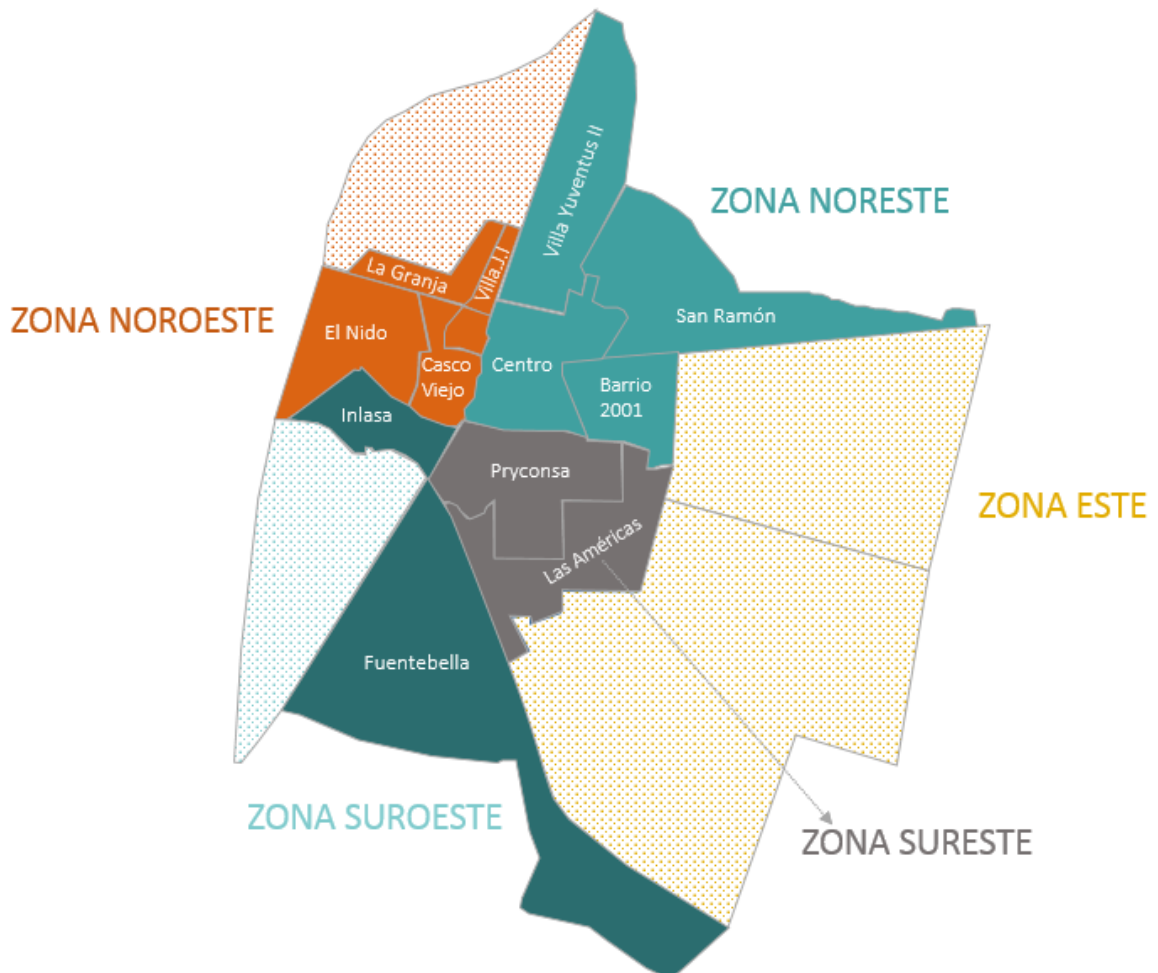 Villa Yuventus II
ZONA NORESTE
La Granja
Villa J.I
ZONA NOROESTE
El Nido
San Ramón
Casco
Viejo
Centro
Barrio
2001
Inlasa
Pryconsa
ZONA ESTE
Las Américas
Fuentebella
ZONA SUROESTE
ZONA SURESTE